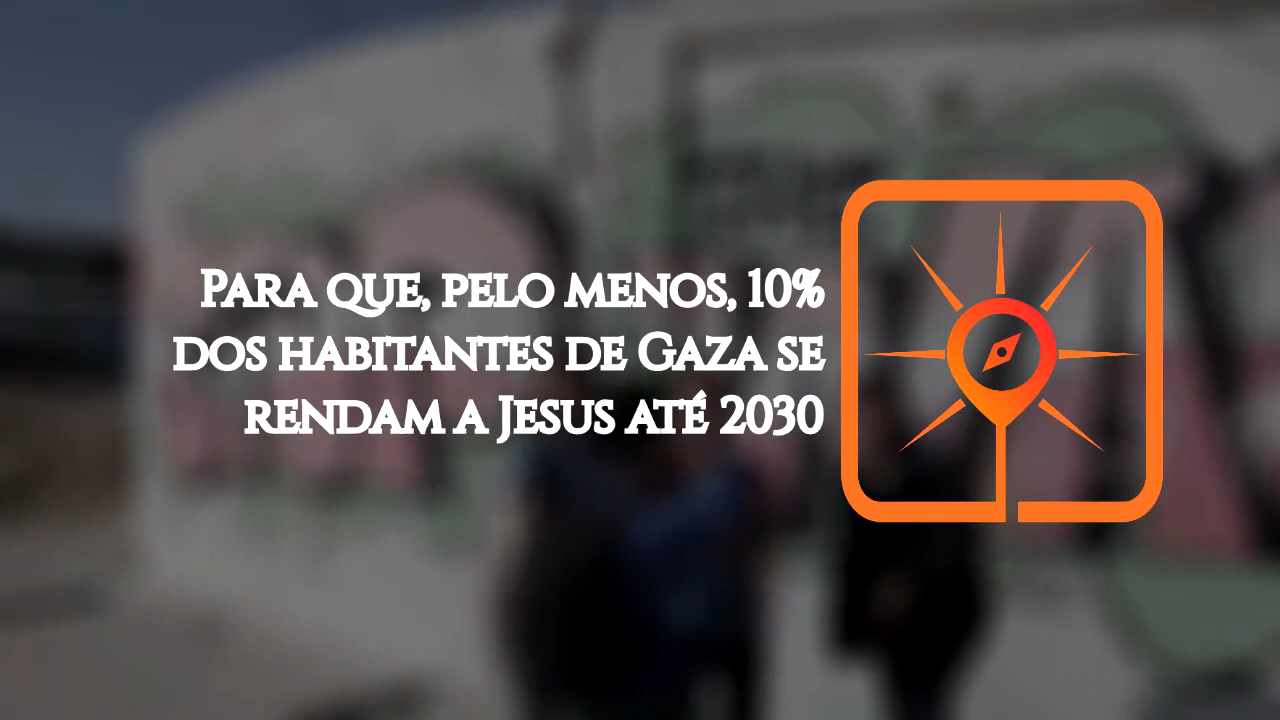 Para que, pelo menos, 10%
dos habitantes de Gaza se
rendam a Jesus até 2030